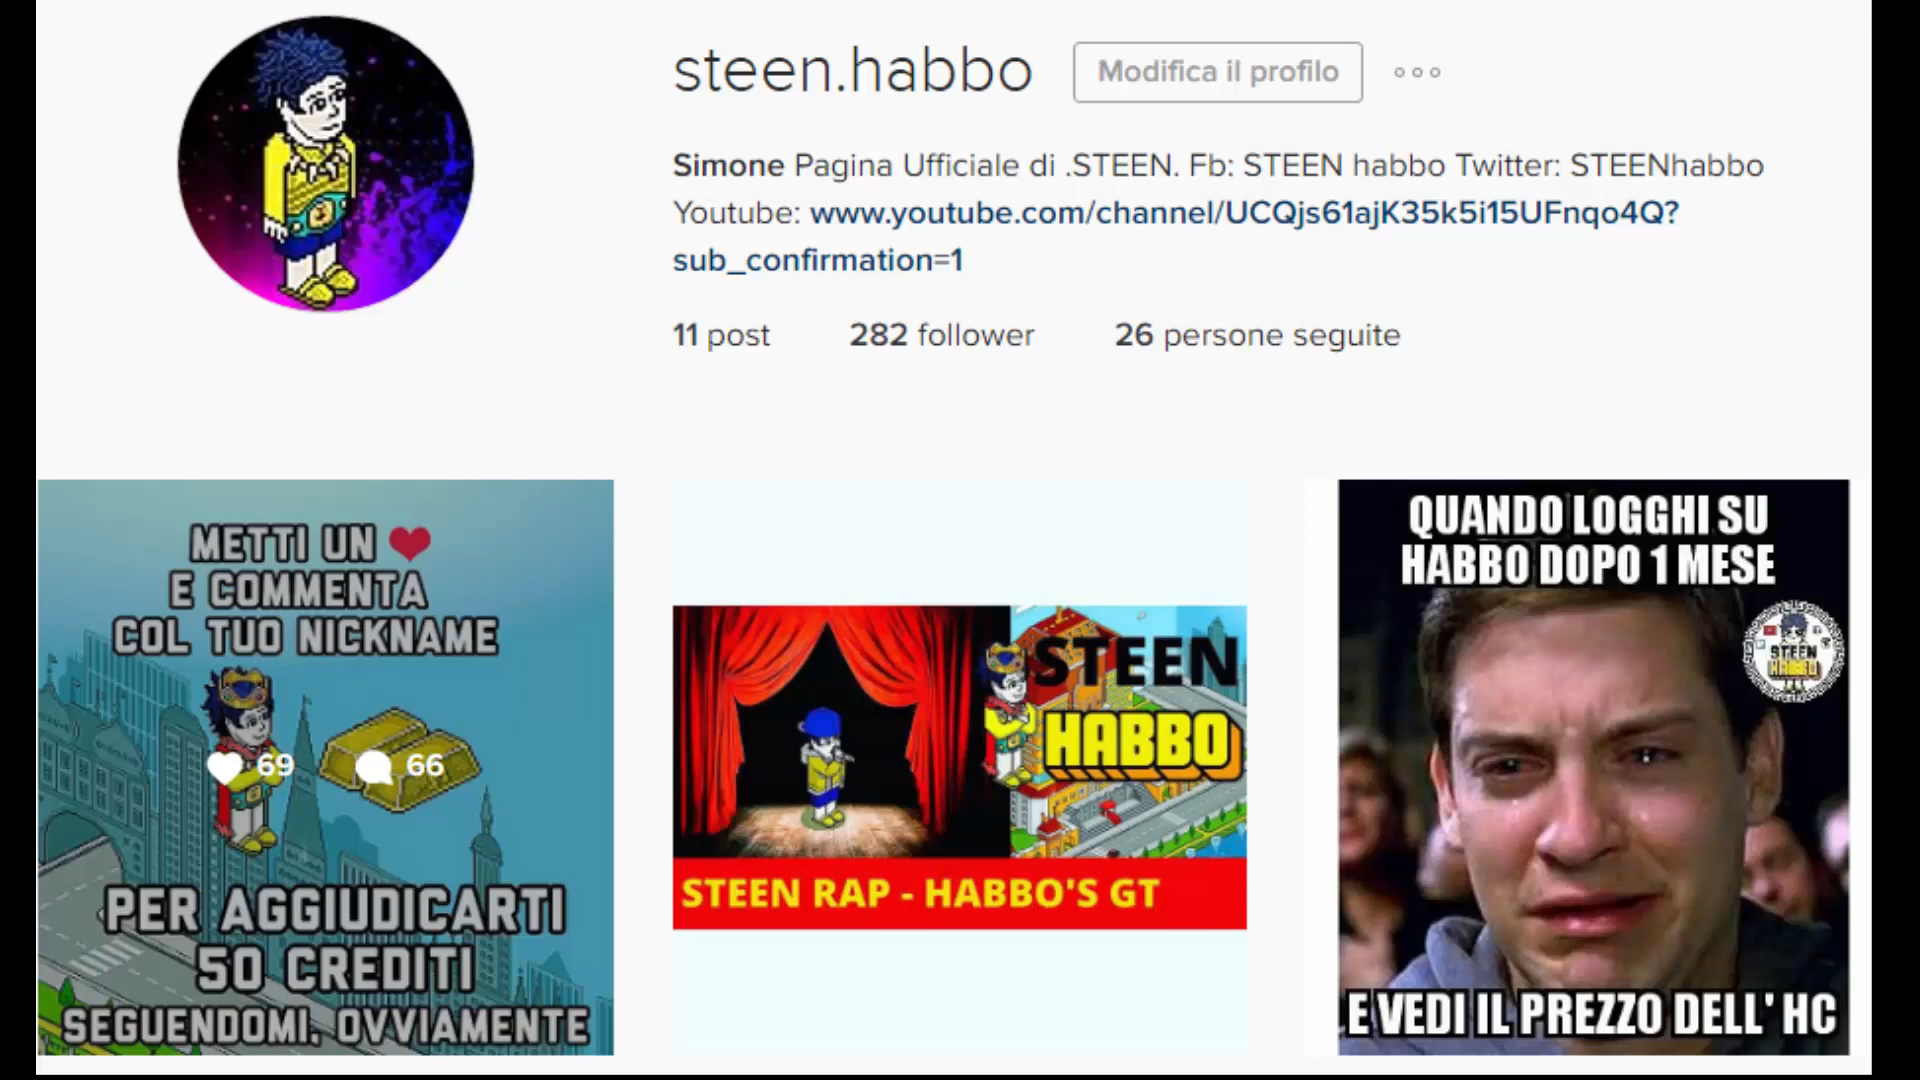 steen.habbo Modifica il profilo
Simone Pagina Ufficiale di .STEEN. Fb: STEEN habbo Twitter: STEENhabbo
Youtube: www.youtube.com/channel/UCQjs61ajK35k5i15UFnqo4Q?
sub_confirmation=1
11 post 282 follower 26 persone seguite
METTI UN
E COMMENTA
COL TUO NICKNAME
69 66
PER AGGIUDICARTI
50 CREDITI
SEGUENDOMI, OVVIAMENTE
STEEN
HABBO
STEEN RAP - HABBO'S GT
QUANDO LOGGHI SU
HABBO DOPO 1 MESE
STEEN
HABBO
E VEDI IL PREZZO DELL' HC